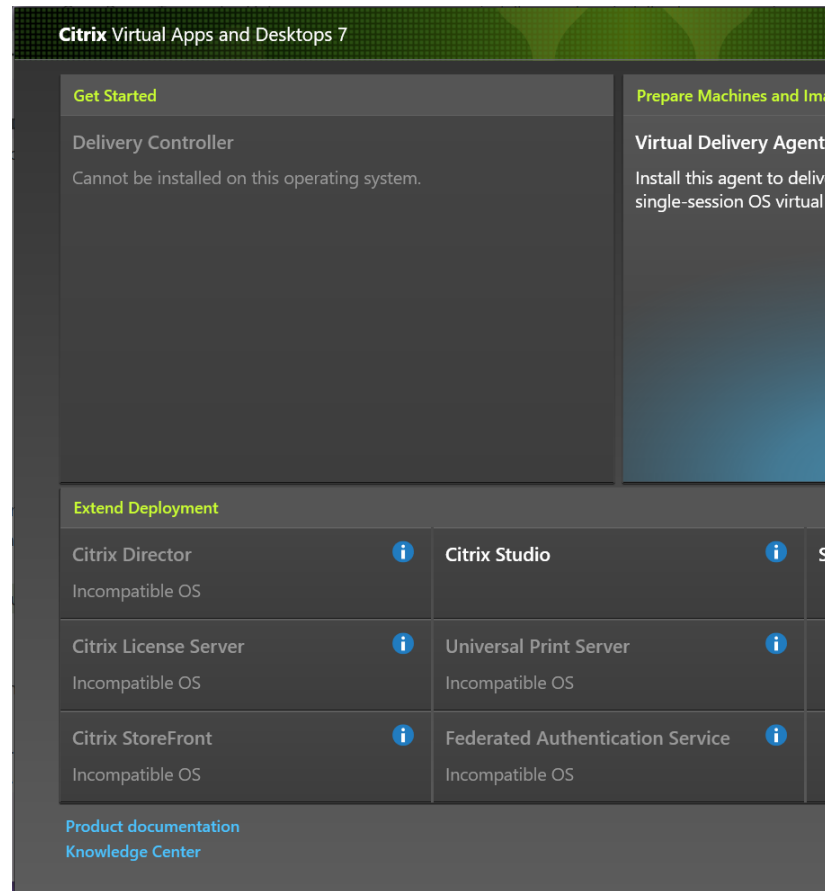 Citrix Virtual Apps and Desktops 7
Get Started
Delivery Controller
Cannot be installed on this operating system.
Prepare Machines and Ima
Virtual Delivery Agent
Install this agent to deliv
single-session OS virtual
Extend Deployment
Citrix Director
Incompatible OS
Citrix Studio
S
Citrix License Server
Incompatible OS
Universal Print Server
Incompatible OS
Citrix StoreFront
Incompatible OS
Federated Authentication Service
Incompatible OS
Product documentation
Knowledge Center